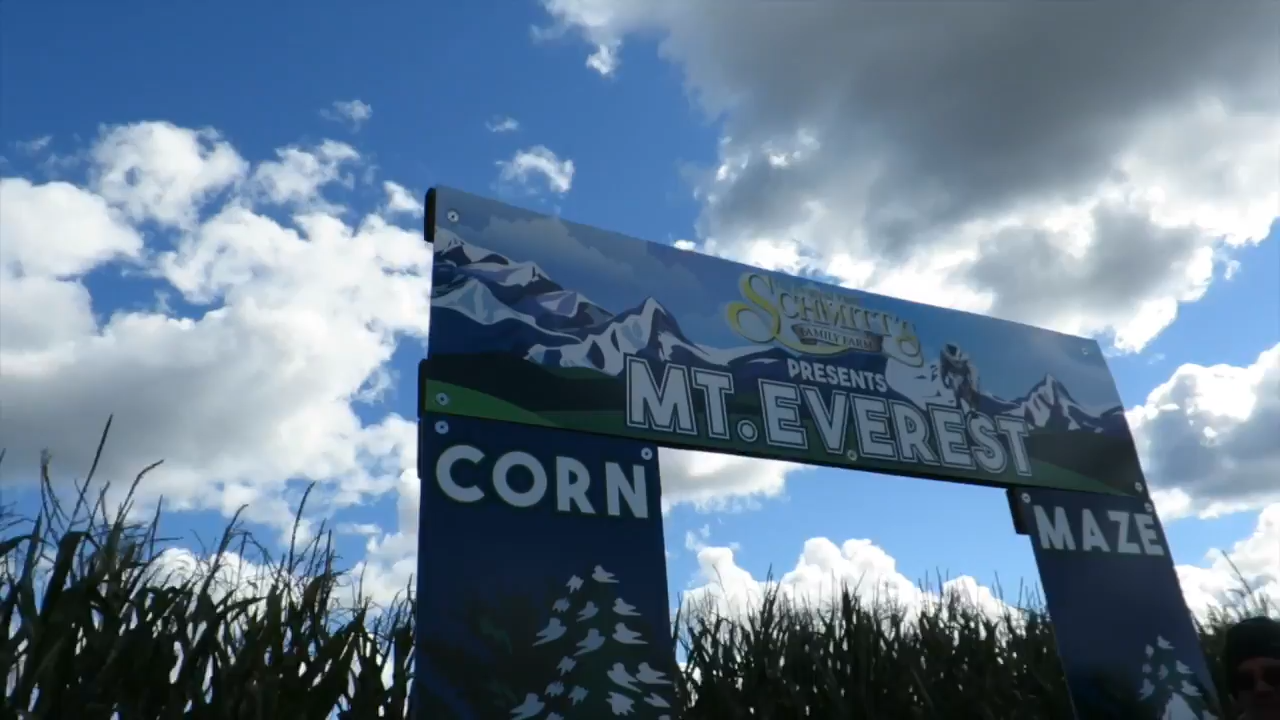 SCHMITT'S
FAMILY FARM
PRESENTS
MT. EVEREST
CORN
MAZE